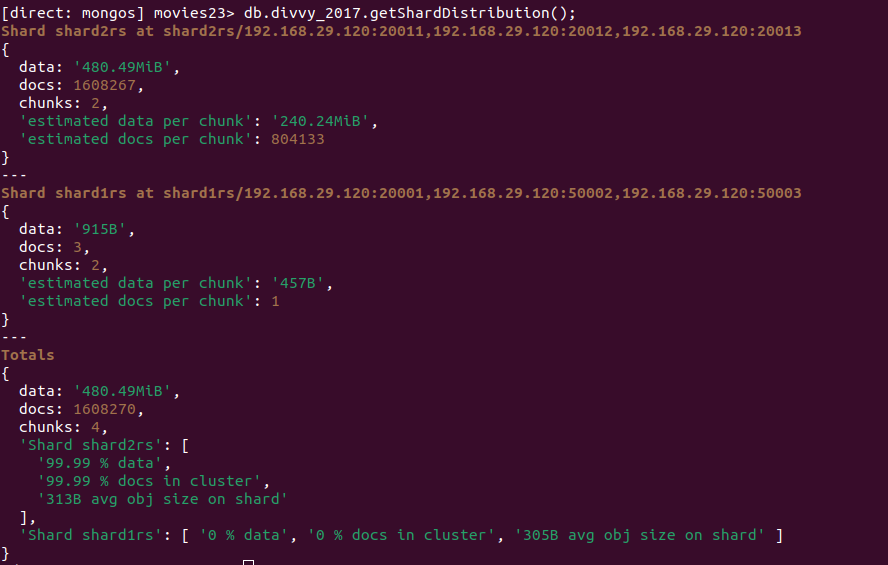 [direct: mongos] movies23> db.divvy_2017.getShardDistribution();
Shard shard2rs at shard2rs/192.168.29.120:20011,192.168.29.120:20012,192.168.29.120:20013
{
  data: '480.49MiB',
  docs: 1608267,
  chunks: 2,
  'estimated data per chunk': '240.24MiB',
  'estimated docs per chunk': 804133
}
---
Shard shard1rs at shard1rs/192.168.29.120:20001,192.168.29.120:50002,192.168.29.120:50003
{
  data: '915B',
  docs: 3,
  chunks: 2,
  'estimated data per chunk': '457B',
  'estimated docs per chunk': 1
}
---
Totals
{
  data: '480.49MiB',
  docs: 1608270,
  chunks: 4,
  'Shard shard2rs': [
    '99.99 % data',
    '99.99 % docs in cluster',
    '313B avg obj size on shard'
  ],
  'Shard shard1rs': [ '0 % data', '0 % docs in cluster', '305B avg obj size on shard' ]
}